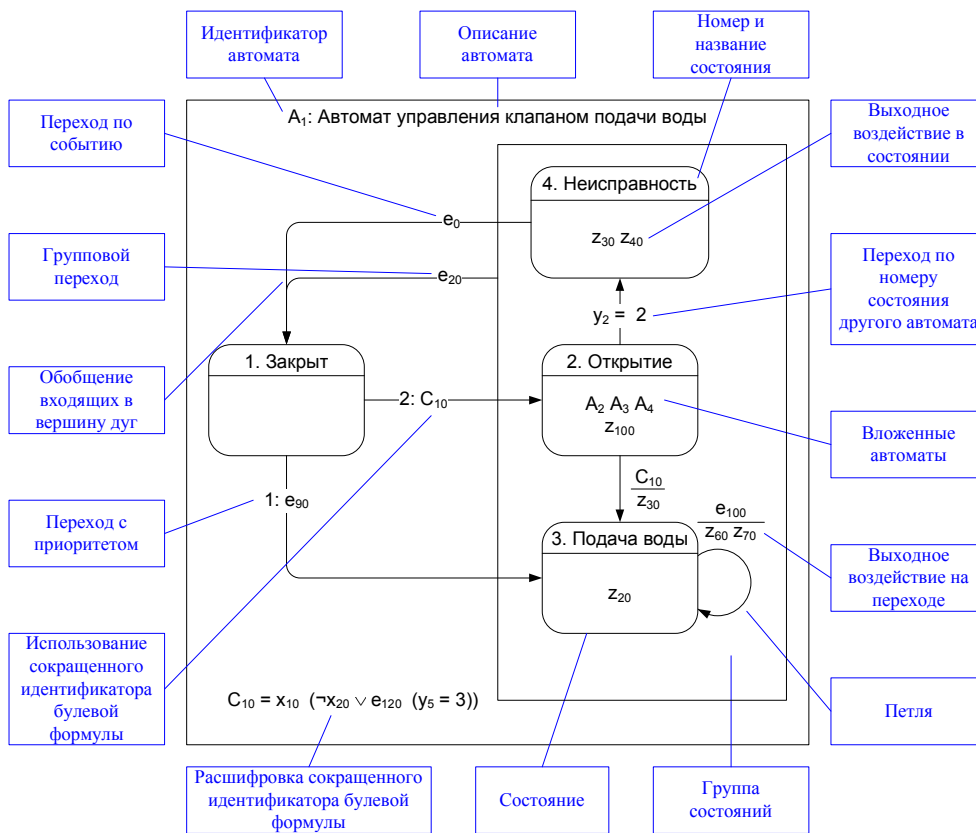 Идентификатор
автомата
Описание
автомата
Номер и
название
состояния
A₁: Автомат управления клапаном подачи воды
Переход по
событию
Выходное
воздействие в
состоянии
4. Неисправность
e₀
z₃₀ z₄₀
Групповой
переход
e₂₀
Переход по
номеру
состояния
другого автомата
y₂ = 2
1. Закрыт
2. Открытие
Обобщение
входящих в
вершину дуг
2: C₁₀
A₂ A₃ A₄
z₁₀₀
Вложенные
автоматы
C₁₀
z₃₀
1: e₉₀
e₁₀₀
z₆₀ z₇₀
Переход с
приоритетом
3. Подача воды
Выходное
воздействие на
переходе
z₂₀
Использование
сокращенного
идентификатора
булевой
формулы
C₁₀ = x₁₀ (¬x₂₀ ∨ e₁₂₀ (y₅ = 3))
Петля
Расшифровка сокращенного
идентификатора булевой
формулы
Состояние
Группа
состояний